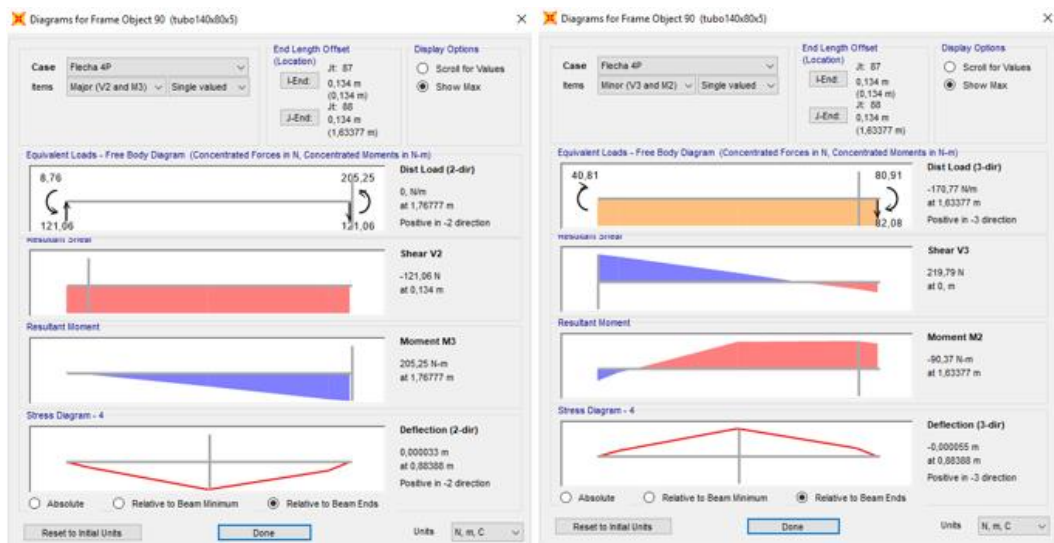 Diagrams for Frame Object 90 (tubo140x80x5)
Case Flecha 4P
Items Major (V2 and M3) Single valued
End Length Offset
(Location)
Jt: 87
I-End: 0,134 m
(0,134 m)
Jt: 88
J-End: 0,134 m
(1,63377 m)
Display Options
Scroll for Values
Show Max
Equivalent Loads - Free Body Diagram (Concentrated Forces in N, Concentrated Moments in N-m)
8,76 205,25
121,06 121,06
Dist Load (2-dir)
0, N/m
at 1,76777 m
Positive in -2 direction
Resultant Shear
Shear V2
-121,06 N
at 0,134 m
Resultant Moment
Moment M3
205,25 N-m
at 1,76777 m
Stress Diagram - 4
Deflection (2-dir)
0,000033 m
at 0,88388 m
Positive in -2 direction
Absolute Relative to Beam Minimum Relative to Beam Ends
Reset to Initial Units Done Units N, m, C
Diagrams for Frame Object 90 (tubo140x80x5)
Case Flecha 4P
Items Minor (V3 and M2) Single valued
End Length Offset
(Location)
Jt: 87
I-End: 0,134 m
(0,134 m)
Jt: 88
J-End: 0,134 m
(1,63377 m)
Display Options
Scroll for Values
Show Max
Equivalent Loads - Free Body Diagram (Concentrated Forces in N, Concentrated Moments in N-m)
40,81 80,91
82,08
Dist Load (3-dir)
-170,77 N/m
at 1,63377 m
Positive in -3 direction
Resultant Shear
Shear V3
219,79 N
at 0, m
Resultant Moment
Moment M2
-90,37 N-m
at 1,63377 m
Stress Diagram - 4
Deflection (3-dir)
-0,000055 m
at 0,88388 m
Positive in -3 direction
Absolute Relative to Beam Minimum Relative to Beam Ends
Reset to Initial Units Done Units N, m, C